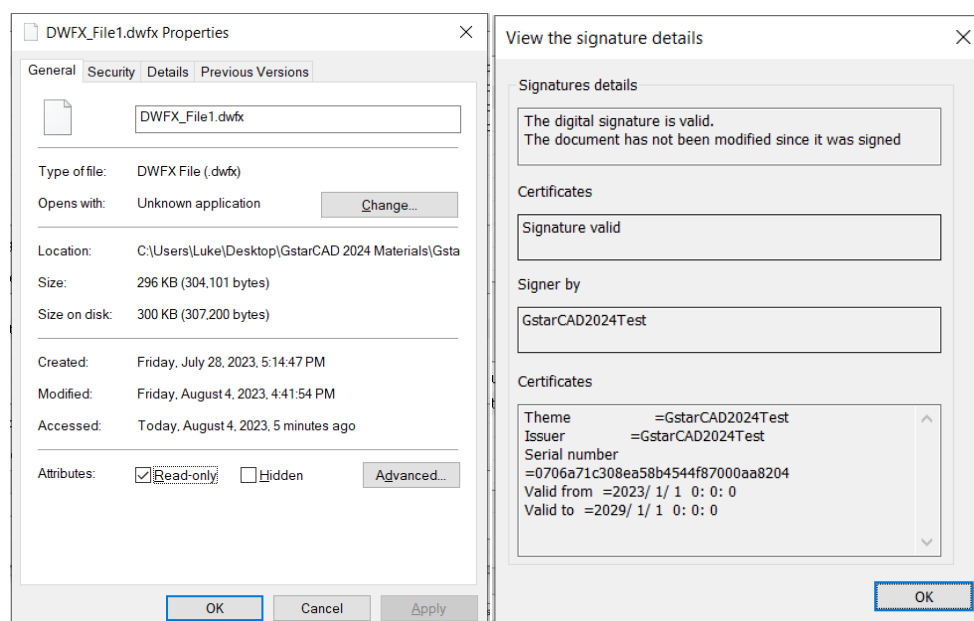 DWFX_File1.dwfx Properties
General Security Details Previous Versions
DWFX_File1.dwfx
Type of file: DWFX File (.dwfx)
Opens with: Unknown application Change...
Location: C:\Users\Luke\Desktop\GstarCAD 2024 Materials\Gsta
Size: 296 KB (304,101 bytes)
Size on disk: 300 KB (307,200 bytes)
Created: Friday, July 28, 2023, 5:14:47 PM
Modified: Friday, August 4, 2023, 4:41:54 PM
Accessed: Today, August 4, 2023, 5 minutes ago
Attributes: Read-only Hidden Advanced...
OK Cancel Apply
View the signature details
Signatures details
The digital signature is valid.
The document has not been modified since it was signed
Certificates
Signature valid
Signer by
GstarCAD2024Test
Certificates
Theme =GstarCAD2024Test
Issuer =GstarCAD2024Test
Serial number
=0706a71c308ea58b4544f87000aa8204
Valid from =2023/ 1/ 1 0: 0: 0
Valid to =2029/ 1/ 1 0: 0: 0
OK